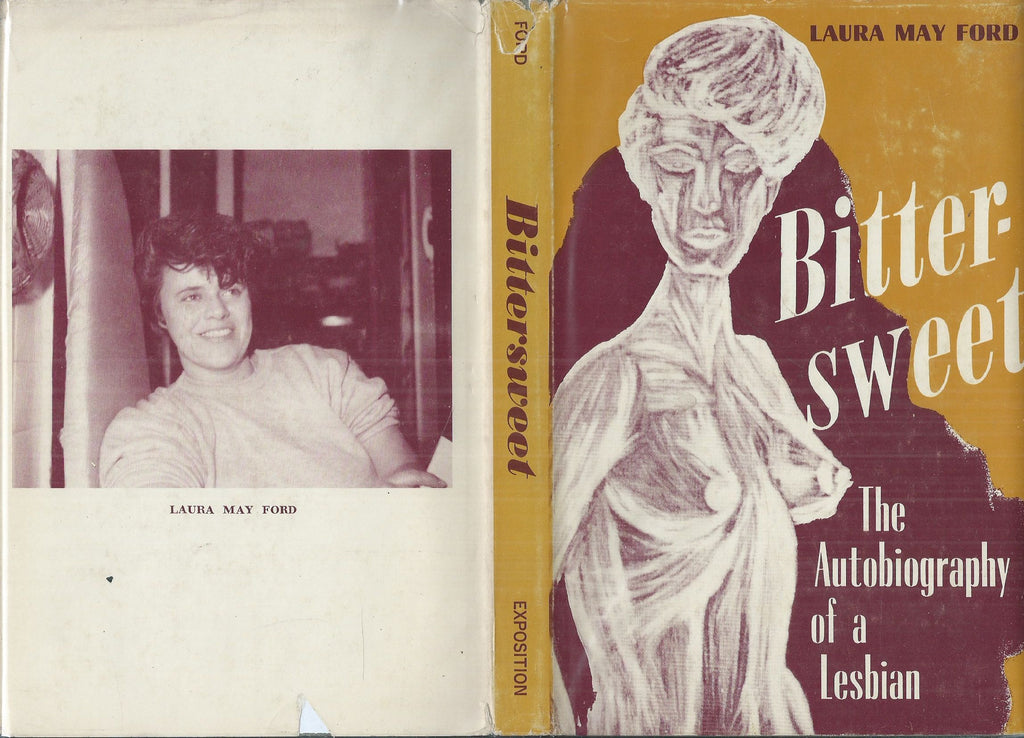 LAURA MAY FORD
FORD
Bittersweet
EXPOSITION
LAURA MAY FORD
Bitter-
sweet
The
Autobiography
of a
Lesbian